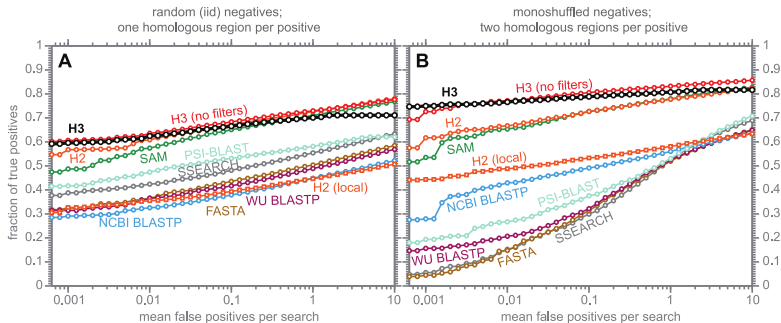 random (iid) negatives;
one homologous region per positive
monoshuffled negatives;
two homologous regions per positive
fraction of true positives
1
0.9
0.8
0.7
0.6
0.5
0.4
0.3
0.2
0.1
0
A
H3
H3 (no filters)
H2
SAM
PSI-BLAST
SSEARCH
WU BLASTP
H2 (local)
FASTA
NCBI BLASTP
0.001
0.01
0.1
1
10
mean false positives per search
B
H3
H3 (no filters)
H2
SAM
H2 (local)
NCBI BLASTP
PSI-BLAST
SSEARCH
WU BLASTP
FASTA
0.001
0.01
0.1
1
10
mean false positives per search
1
0.9
0.8
0.7
0.6
0.5
0.4
0.3
0.2
0.1
0